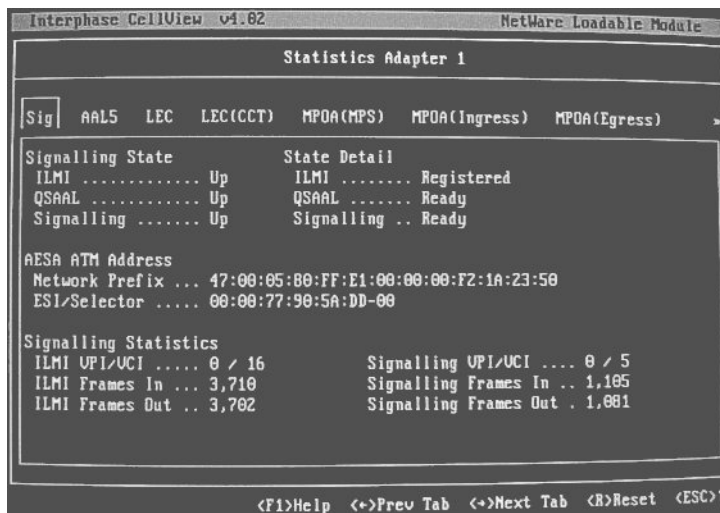 Interphase CellView v4.02 NetWare Loadable Module
Statistics Adapter 1
Sig AAL5 LEC LEC(CCT) MPOA(MPS) MPOA(Ingress) MPOA(Egress) »
Signalling State State Detail
ILMI ............. Up ILMI ........ Registered
QSAAL ............ Up QSAAL ....... Ready
Signalling ....... Up Signalling .. Ready
AESA ATM Address
Network Prefix ... 47:00:05:80:FF:E1:00:00:00:F2:1A:23:50
ESI/Selector ..... 00:00:77:90:5A:DD-00
Signalling Statistics
ILMI VPI/VCI ..... 0 / 16 Signalling VPI/VCI .... 0 / 5
ILMI Frames In ... 3,710 Signalling Frames In .. 1,105
ILMI Frames Out .. 3,702 Signalling Frames Out . 1,081
<F1>Help <←>Prev Tab <→>Next Tab <R>Reset <ESC>